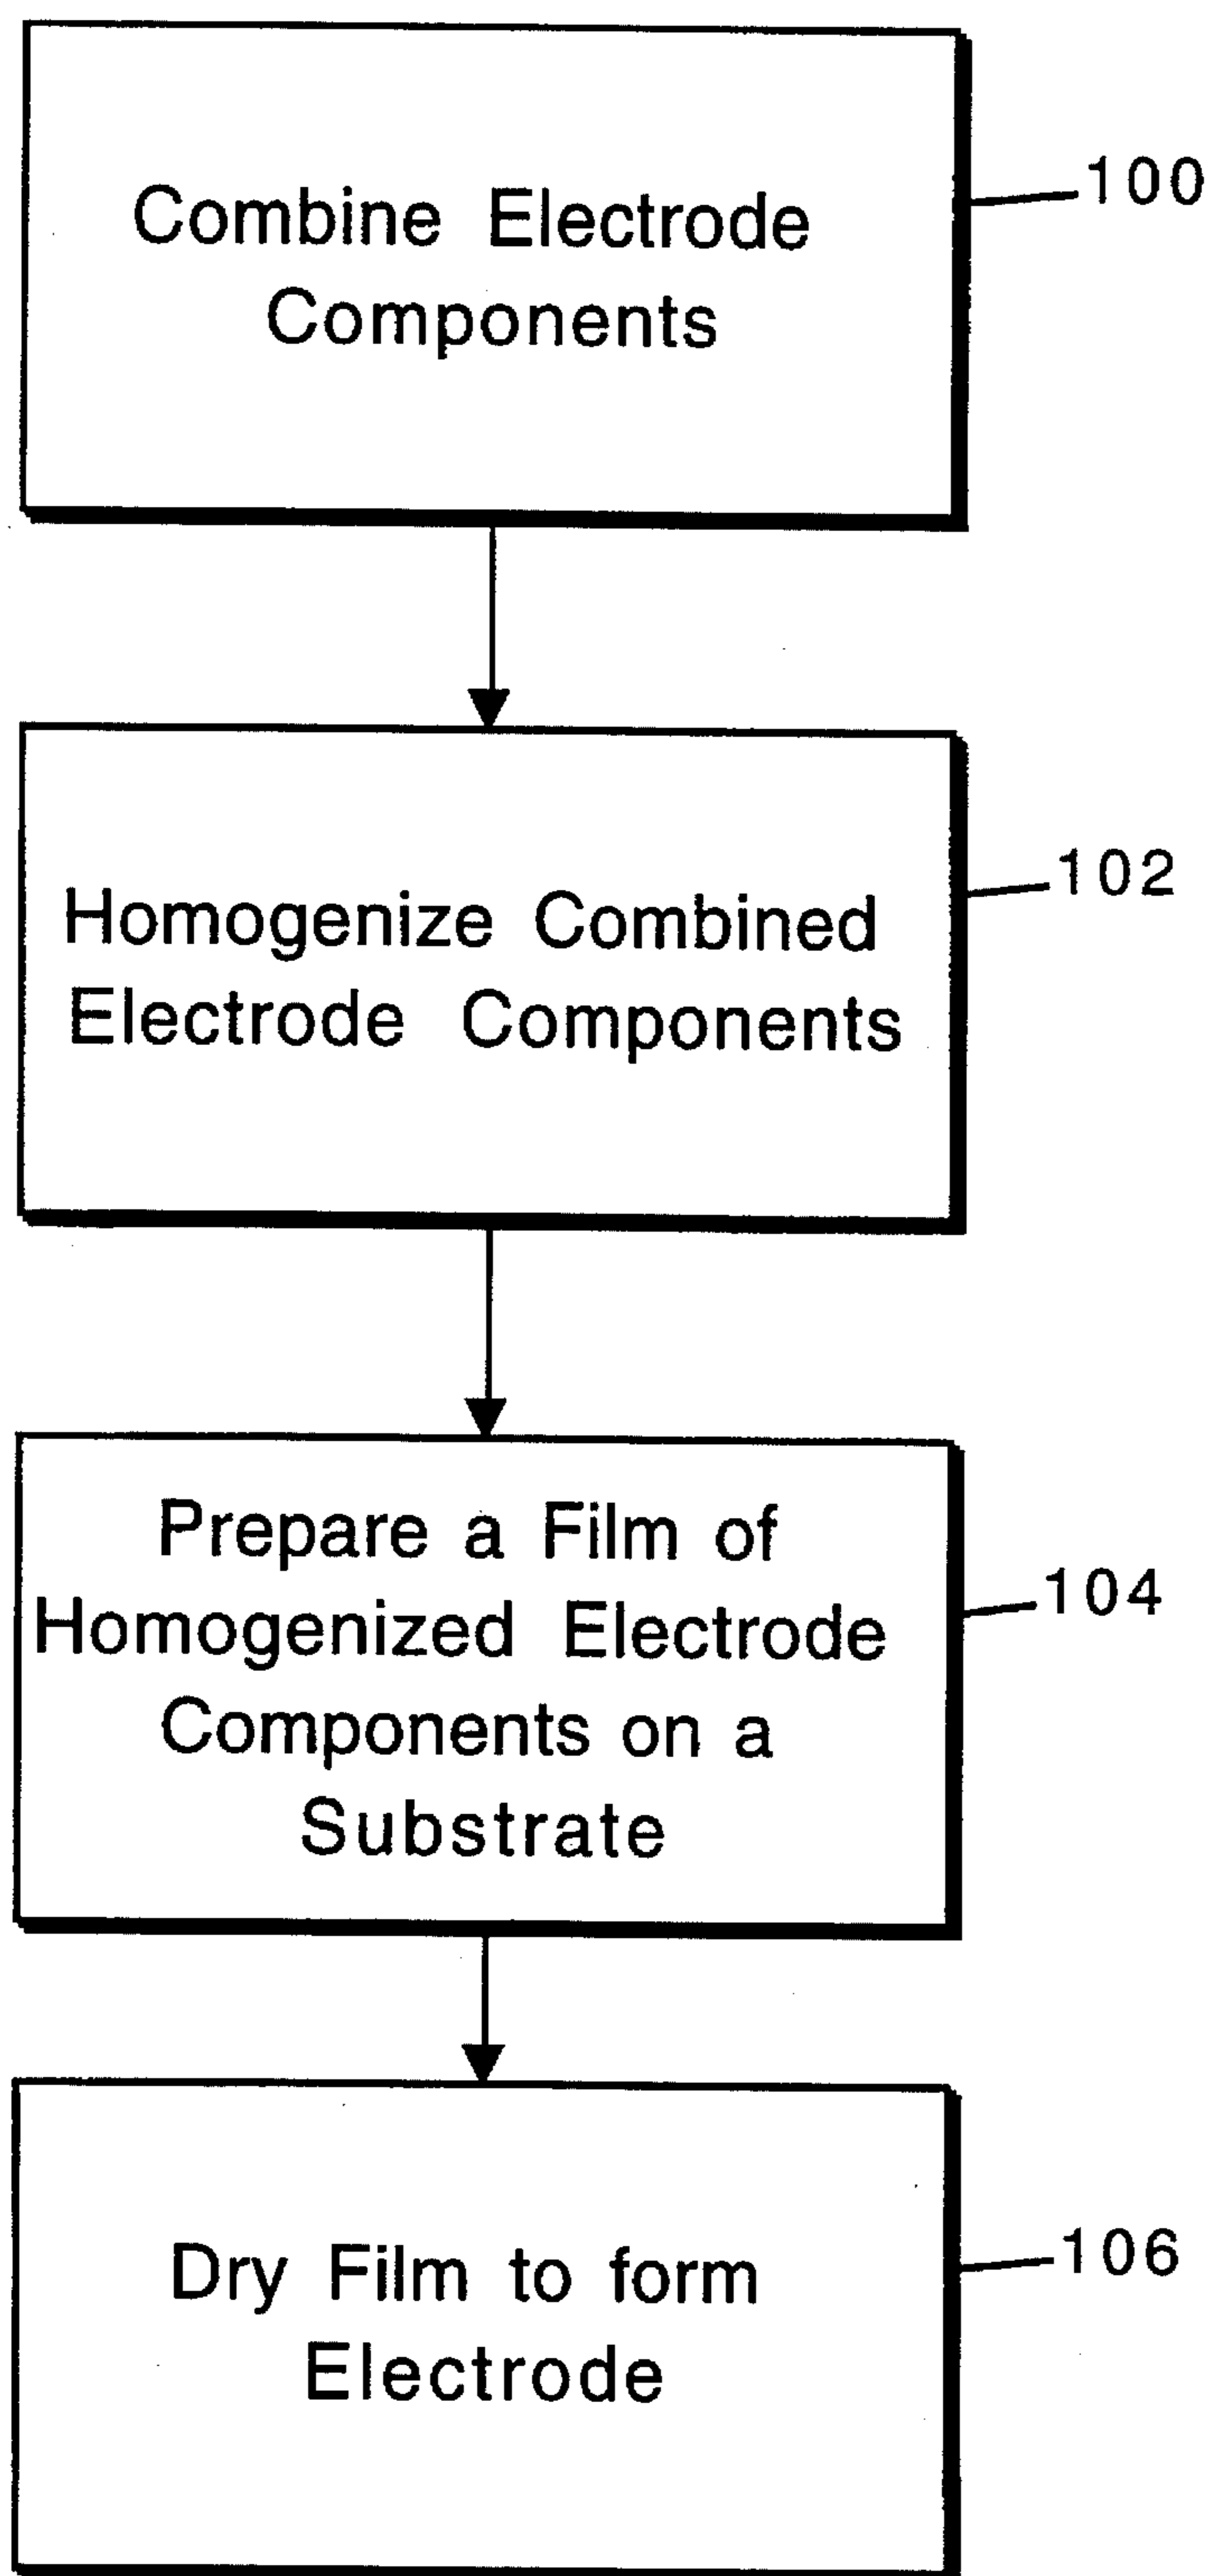 Combine Electrode
Components
100
Homogenize Combined
Electrode Components
102
Prepare a Film of
Homogenized Electrode
Components on a
Substrate
104
Dry Film to form
Electrode
106